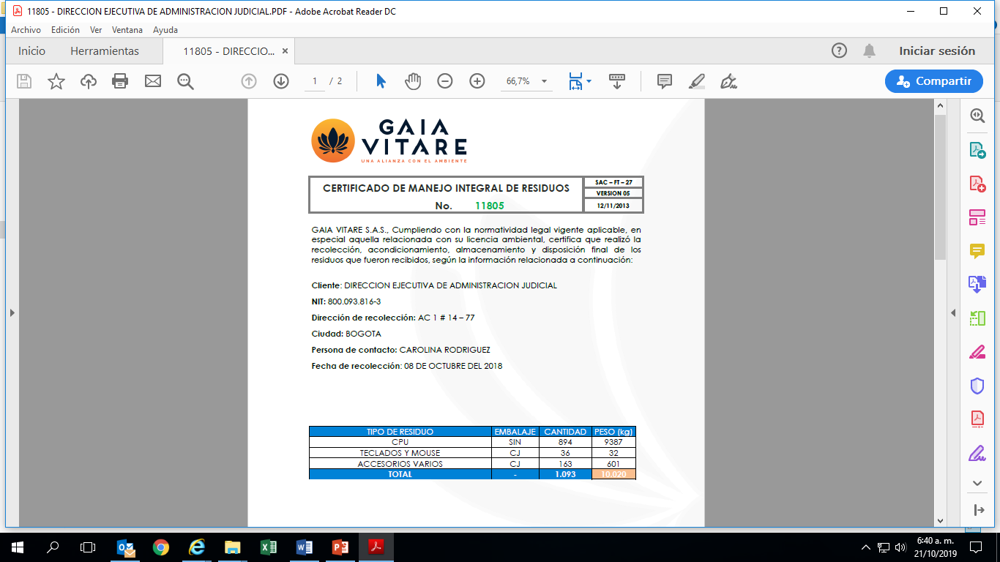 11805 - DIRECCION EJECUTIVA DE ADMINISTRACION JUDICIAL.PDF - Adobe Acrobat Reader DC
Archivo Edición Ver Ventana Ayuda
Inicio Herramientas 11805 - DIRECCIO... Iniciar sesión
1 / 2 66,7% Compartir
GAIA
VITARE
UNA ALIANZA CON EL AMBIENTE
CERTIFICADO DE MANEJO INTEGRAL DE RESIDUOS
No. 11805
SAC – FT – 27
VERSION 05
12/11/2013
GAIA VITARE S.A.S., Cumpliendo con la normatividad legal vigente aplicable, en
especial aquella relacionada con su licencia ambiental, certifica que realizó la
recolección, acondicionamiento, almacenamiento y disposición final de los
residuos que fueron recibidos, según la información relacionada a continuación:
Cliente: DIRECCION EJECUTIVA DE ADMINISTRACION JUDICIAL
NIT: 800.093.816-3
Dirección de recolección: AC 1 # 14 – 77
Ciudad: BOGOTA
Persona de contacto: CAROLINA RODRIGUEZ
Fecha de recolección: 08 DE OCTUBRE DEL 2018
TIPO DE RESIDUO EMBALAJE CANTIDAD PESO (kg)
CPU SIN 894 9387
TECLADOS Y MOUSE CJ 36 32
ACCESORIOS VARIOS CJ 163 601
TOTAL - 1.093 10.020
6:40 a. m.
21/10/2019